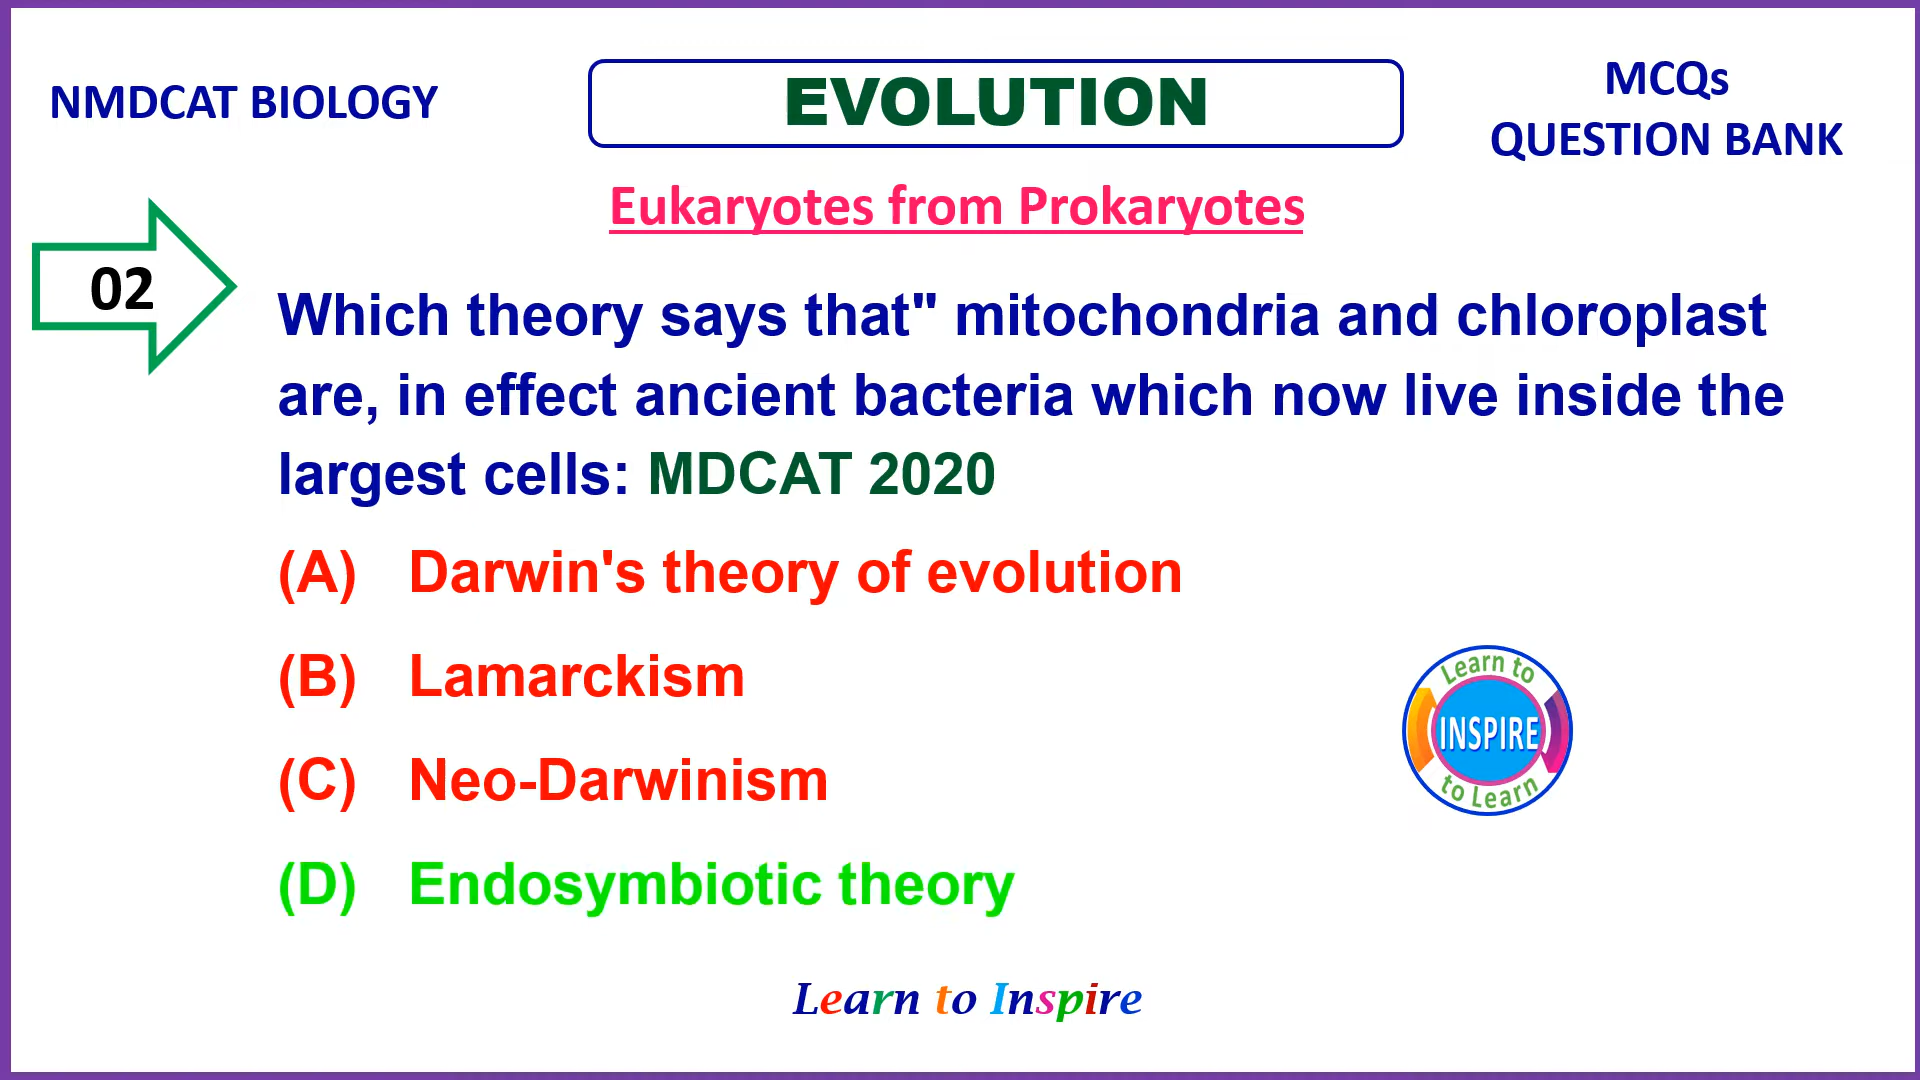 NMDCAT BIOLOGY
EVOLUTION
MCQs
QUESTION BANK
Eukaryotes from Prokaryotes
02
Which theory says that" mitochondria and chloroplast
are, in effect ancient bacteria which now live inside the
largest cells: MDCAT 2020
(A) Darwin's theory of evolution
(B) Lamarckism
(C) Neo-Darwinism
(D) Endosymbiotic theory
Learn to
INSPIRE
to Learn
Learn to Inspire